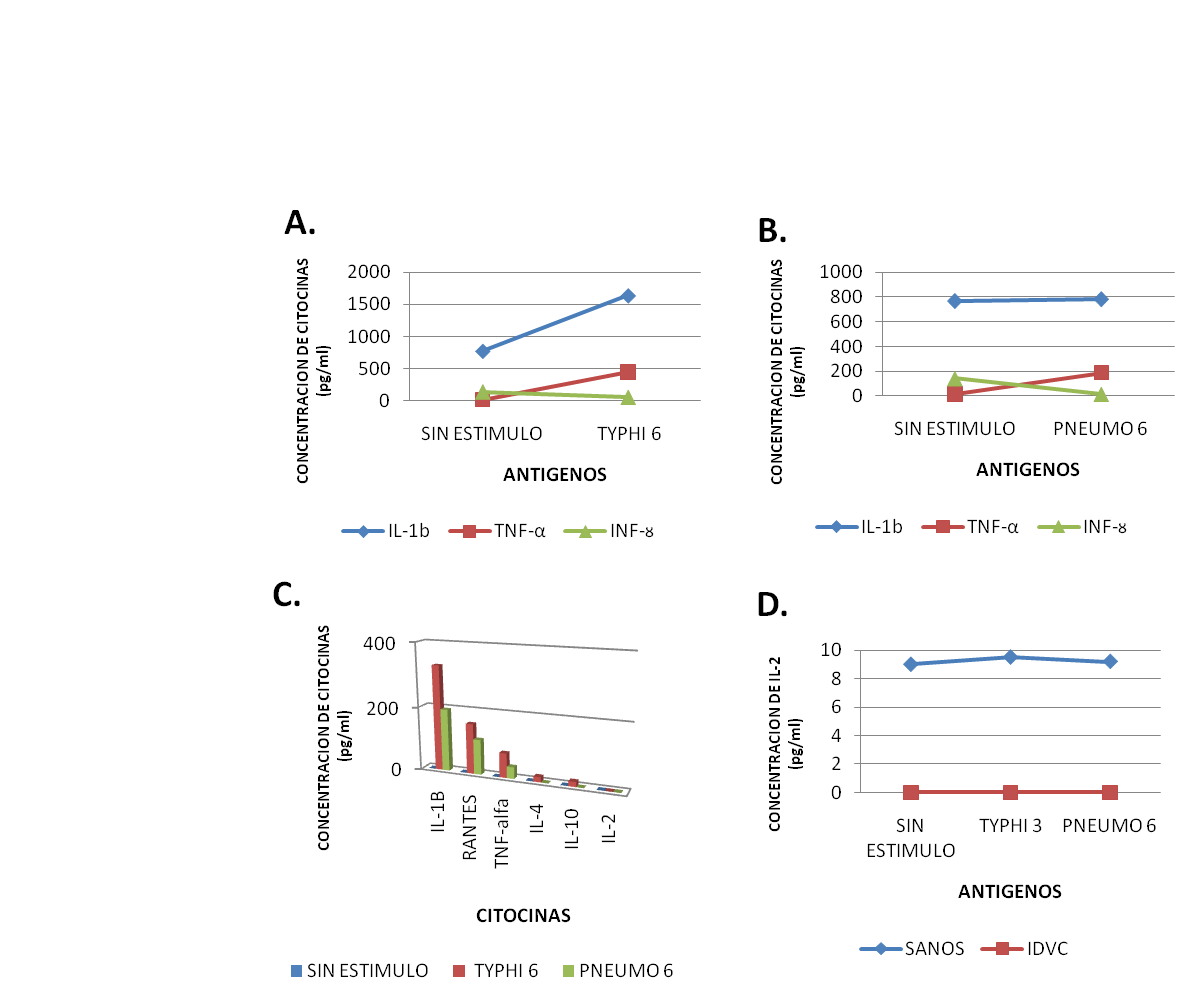 A.
CONCENTRACION DE CITOCINAS
(pg/ml)
2000
1500
1000
500
0
SIN ESTIMULO
TYPHI 6
ANTIGENOS
IL-1b
TNF-α
INF-ɤ
B.
CONCENTRACION DE CITOCINAS
(pg/ml)
1000
800
600
400
200
0
SIN ESTIMULO
PNEUMO 6
ANTIGENOS
IL-1b
TNF-α
INF-ɤ
C.
CONCENTRACION DE CITOCINAS
(pg/ml)
400
200
0
IL-1B
RANTES
TNF-alfa
IL-4
IL-10
IL-2
CITOCINAS
SIN ESTIMULO
TYPHI 6
PNEUMO 6
D.
CONCENTRACION DE IL-2
(pg/ml)
10
8
6
4
2
0
SIN
ESTIMULO
TYPHI 3
PNEUMO 6
ANTIGENOS
SANOS
IDVC